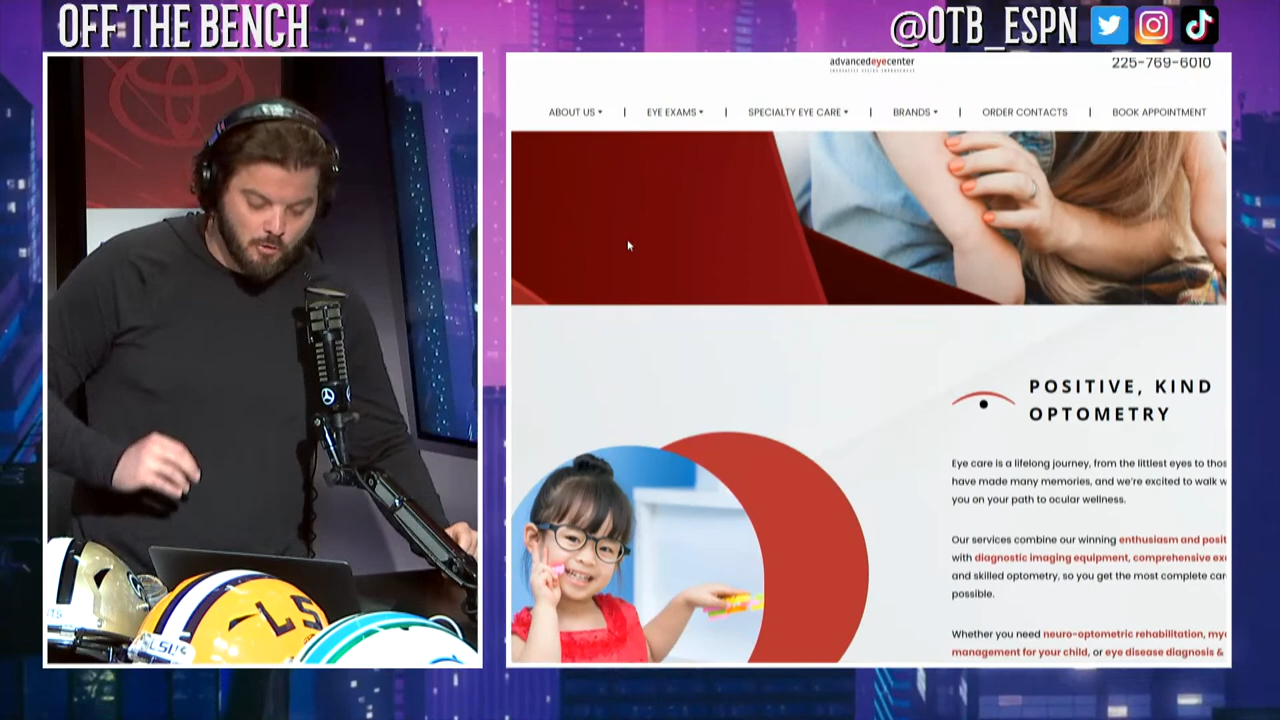 OFF THE BENCH
@OTB_ESPN
advancedeyecenter
225-769-6010
ABOUT US | EYE EXAMS | SPECIALTY EYE CARE | BRANDS | ORDER CONTACTS | BOOK APPOINTMENT
POSITIVE, KIND
OPTOMETRY
Eye care is a lifelong journey, from the littlest eyes to thos
have made many memories, and we're excited to walk w
you on your path to ocular wellness.
Our services combine our winning enthusiasm and posit
with diagnostic imaging equipment, comprehensive ex
and skilled optometry, so you get the most complete car
possible.
Whether you need neuro-optometric rehabilitation, my
management for your child, or eye disease diagnosis &
LS
LSU